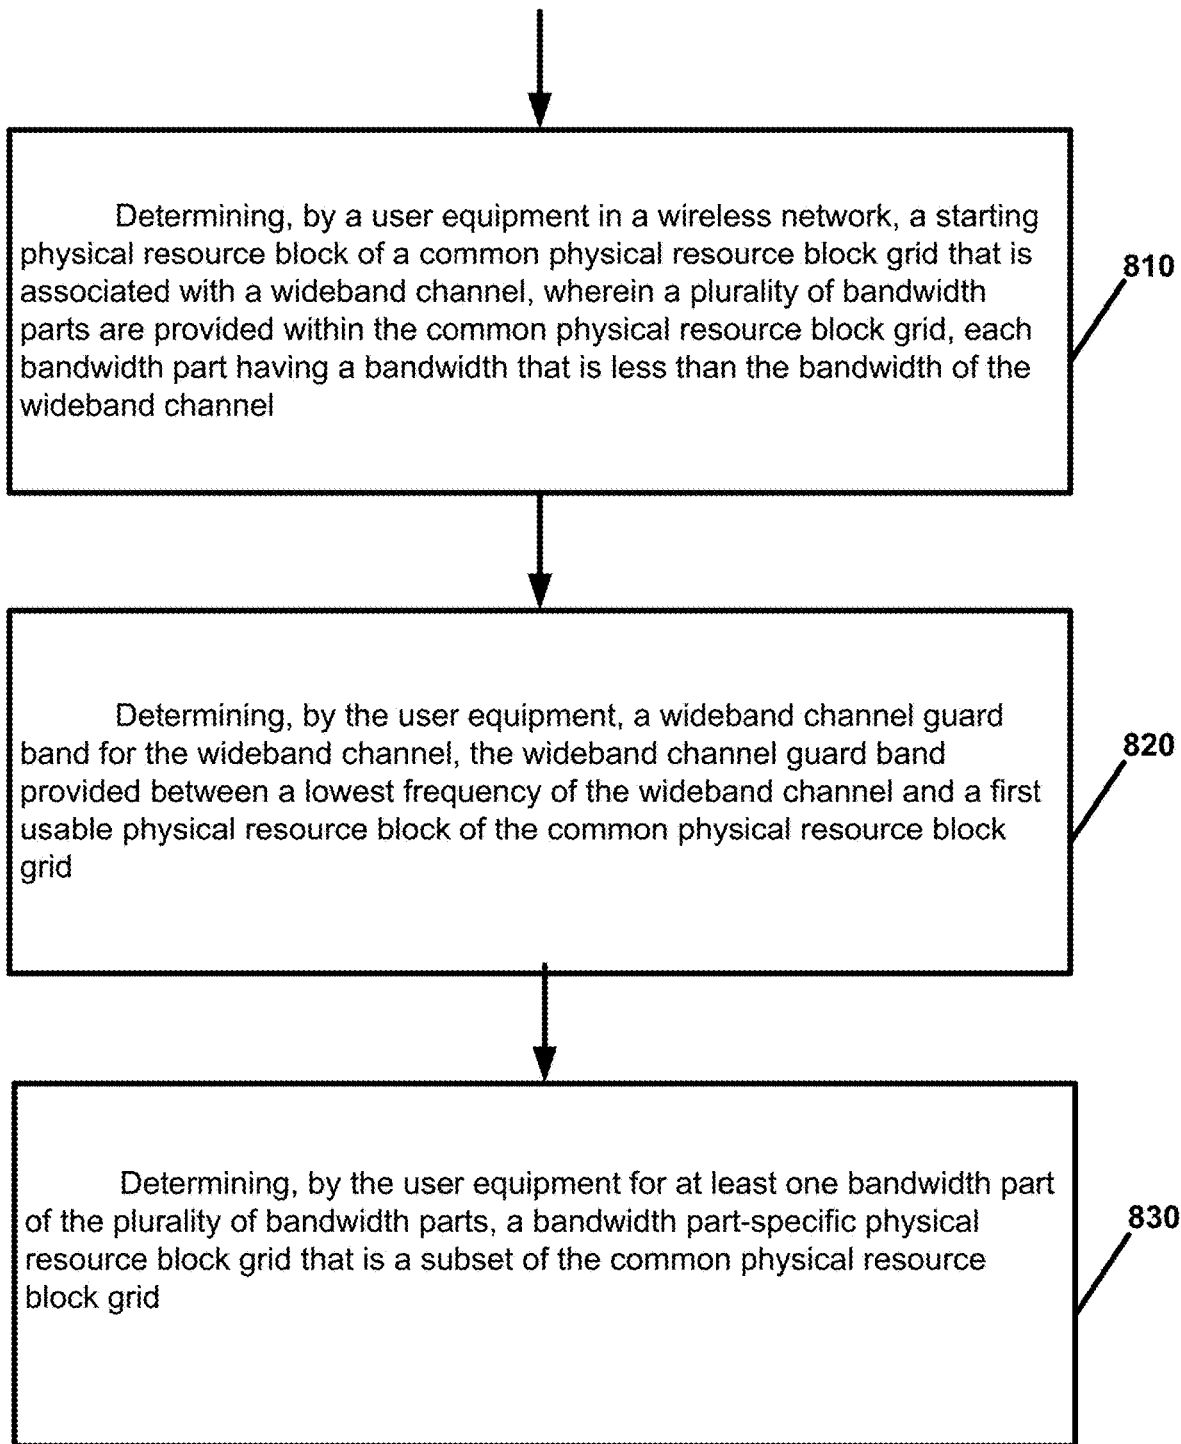 Determining, by a user equipment in a wireless network, a starting
physical resource block of a common physical resource block grid that is
associated with a wideband channel, wherein a plurality of bandwidth
parts are provided within the common physical resource block grid, each
bandwidth part having a bandwidth that is less than the bandwidth of the
wideband channel
810
Determining, by the user equipment, a wideband channel guard
band for the wideband channel, the wideband channel guard band
provided between a lowest frequency of the wideband channel and a first
usable physical resource block of the common physical resource block
grid
820
Determining, by the user equipment for at least one bandwidth part
of the plurality of bandwidth parts, a bandwidth part-specific physical
resource block grid that is a subset of the common physical resource
block grid
830